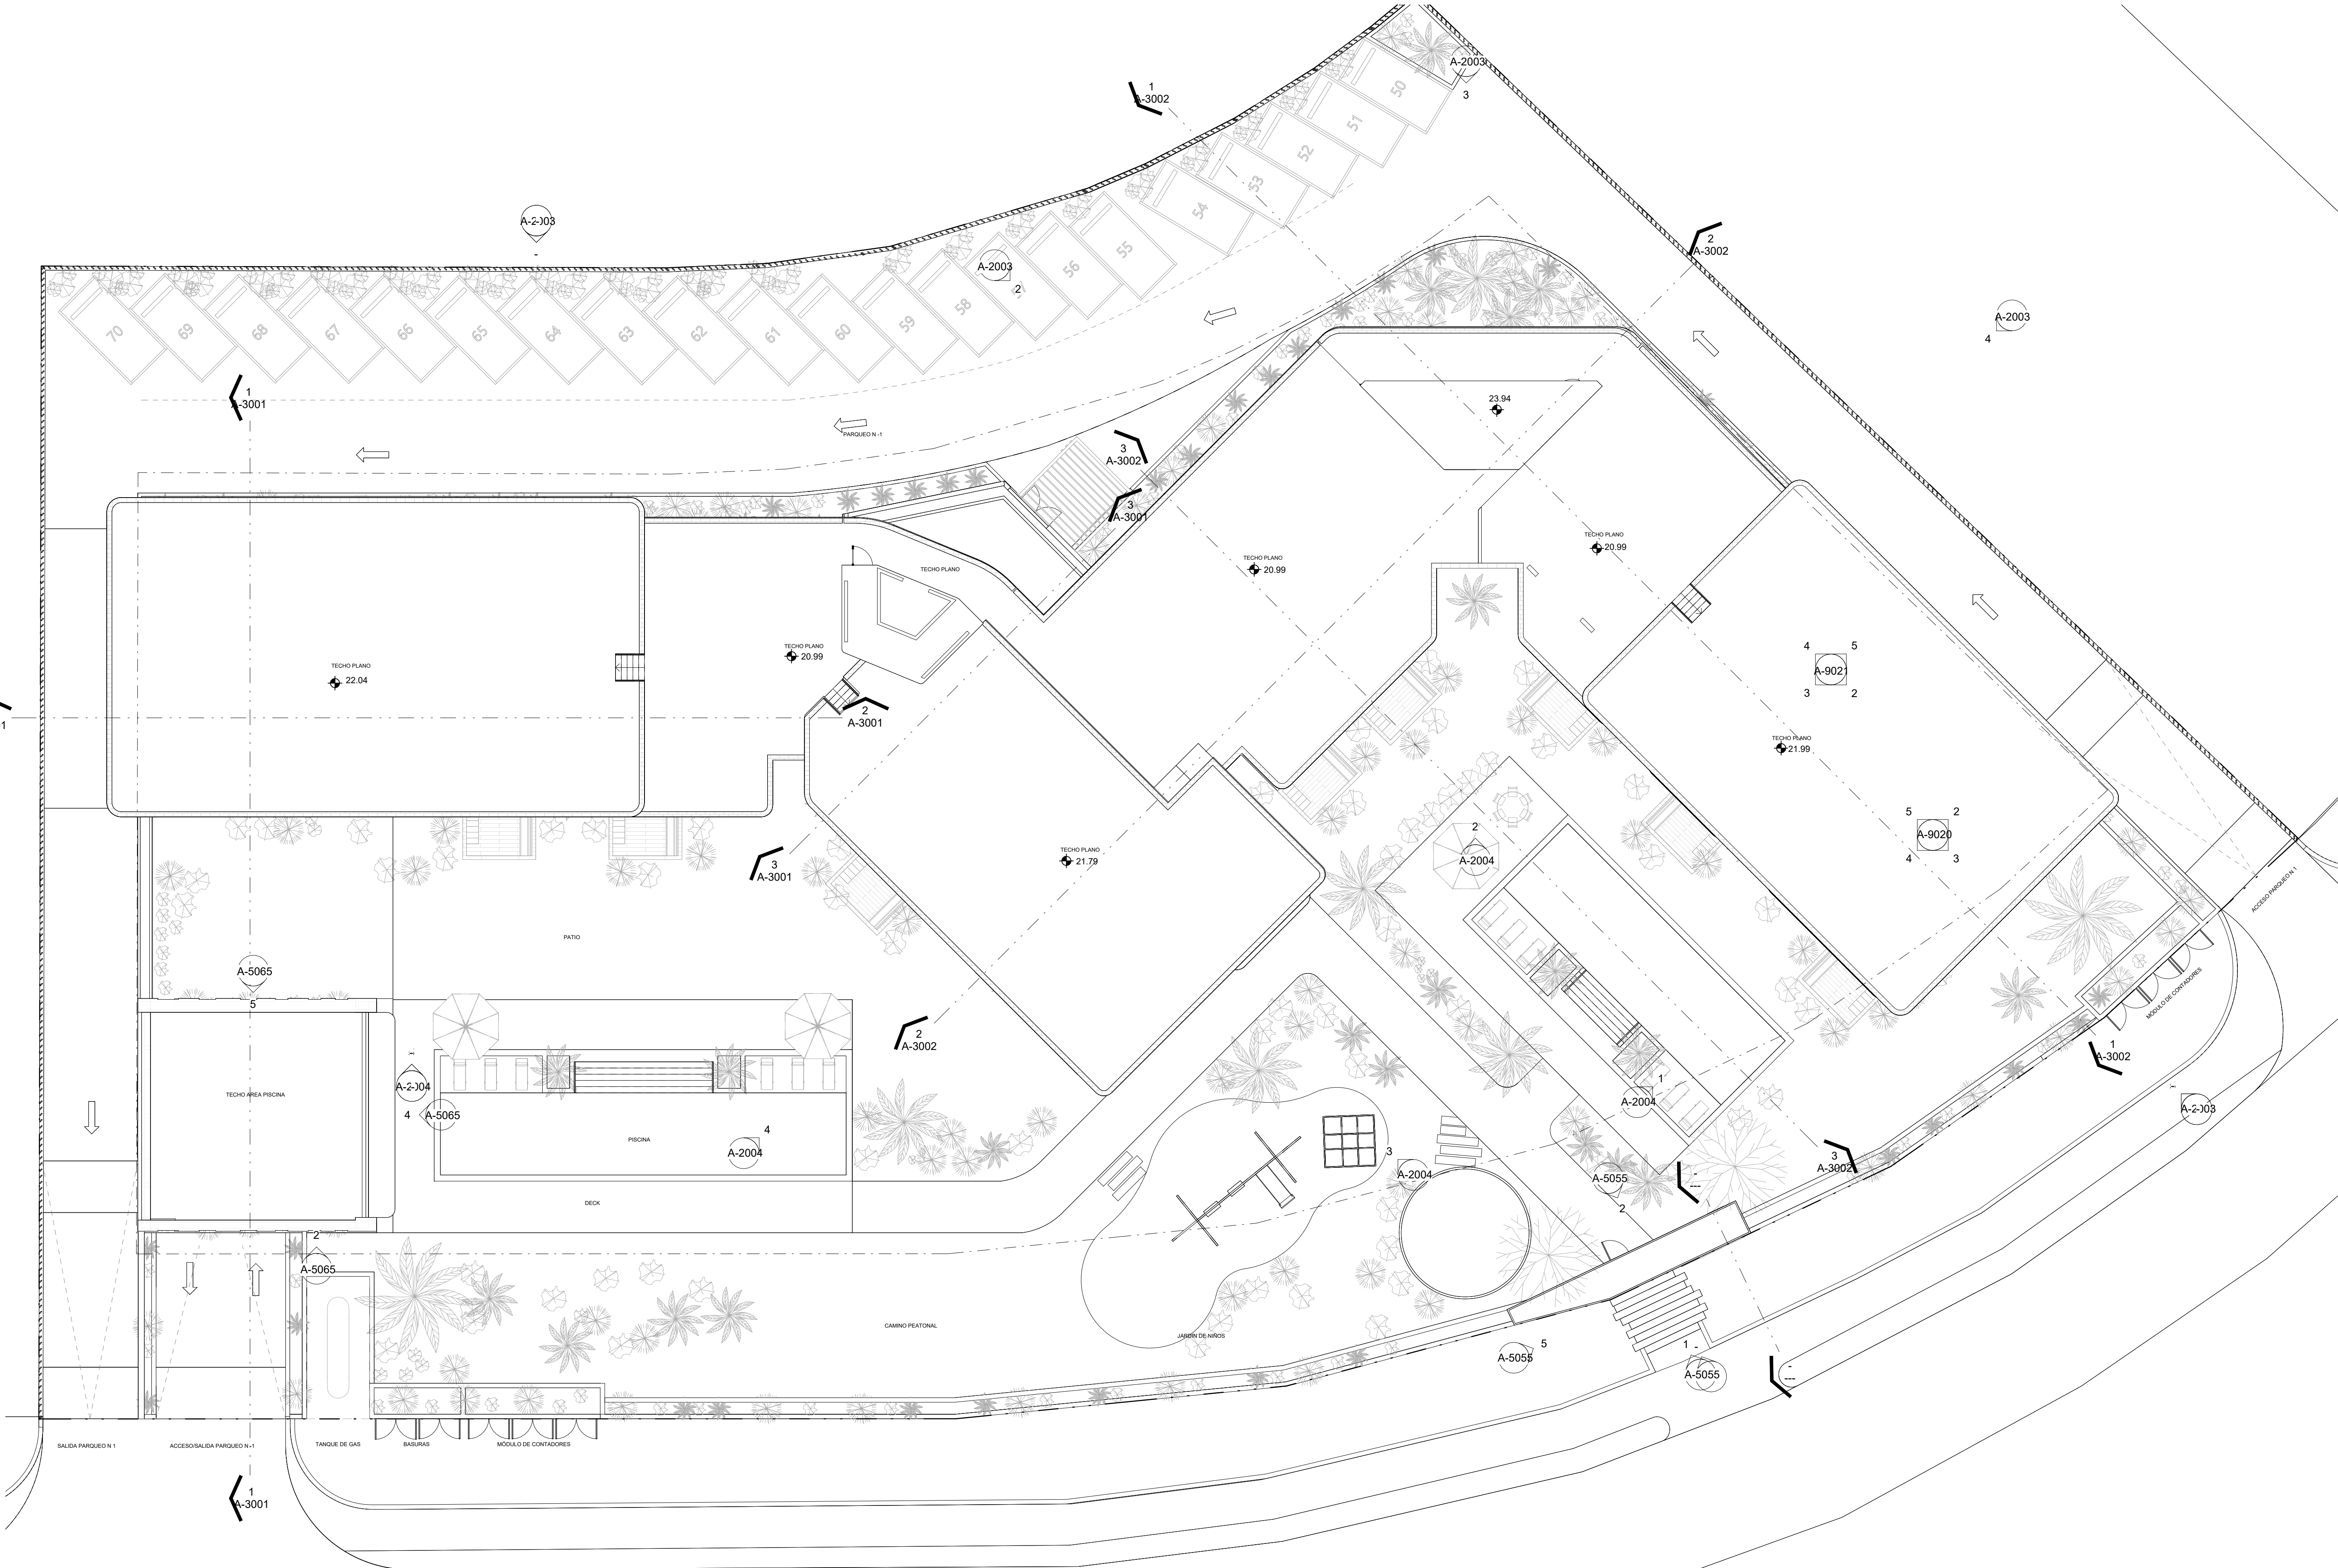 A-2003
3
1
A-3002
50
51
52
53
54
55
56
57
58
59
60
61
62
63
64
65
66
67
68
69
70
A-2003
-
A-2003
2
2
A-3002
A-2003
4
1
A-3001
PARQUEO N -1
23.94
3
A-3002
3
A-3001
TECHO PLANO
20.99
TECHO PLANO
20.99
TECHO PLANO
TECHO PLANO
20.99
TECHO PLANO
22.04
4
5
A-9021
3
2
2
A-3001
TECHO PLANO
21.99
5
2
A-9020
4
3
2
A-2004
TECHO PLANO
21.79
3
A-3001
ACCESO PARQUEO N 1
PATIO
A-5065
5
MÓDULO DE CONTADORES
2
A-3002
1
A-3002
TECHO AREA PISCINA
A-2004
4
A-5065
PISCINA
4
A-2004
1
A-2004
A-2003
3
A-2004
3
A-3002
A-5055
2
-
---
DECK
2
A-5065
CAMINO PEATONAL
JARDIN DE NIÑOS
5
A-5055
1
-
A-5055
-
---
SALIDA PARQUEO N 1
ACCESO/SALIDA PARQUEO N -1
TANQUE DE GAS
BASURAS
MÓDULO DE CONTADORES
1
A-3001